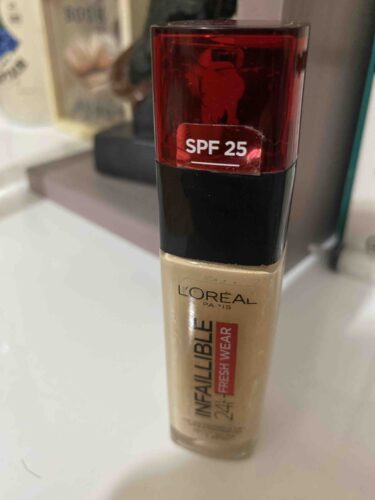 SPF 25
L'ORÉAL
PARIS
INFAILLIBLE
24H
FRESH WEAR